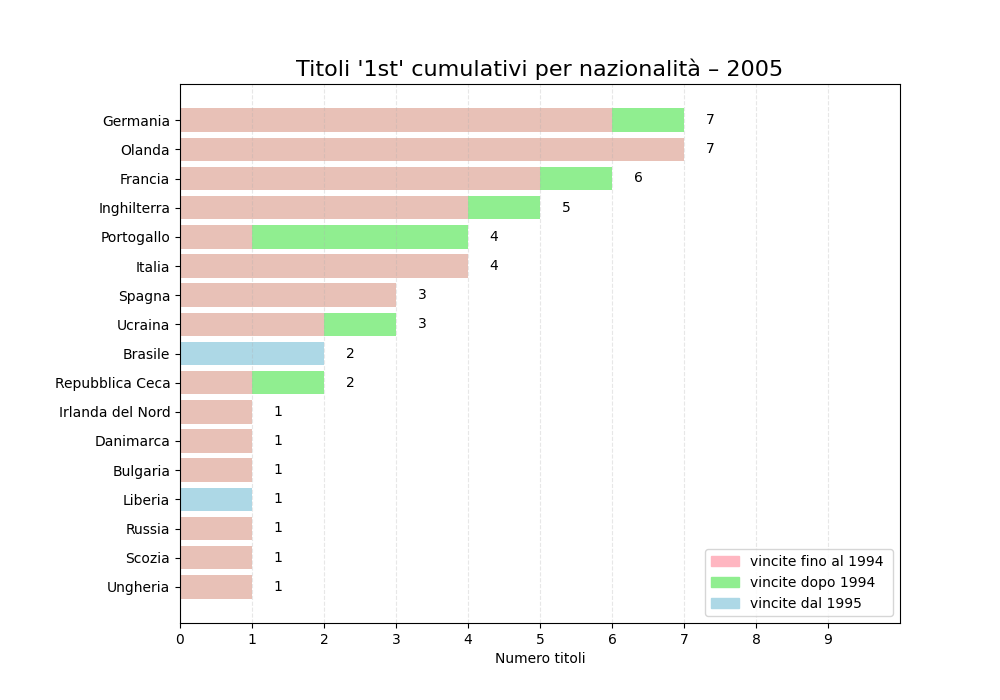 Titoli '1st' cumulativi per nazionalità – 2005
Germania 7
Olanda 7
Francia 6
Inghilterra 5
Portogallo 4
Italia 4
Spagna 3
Ucraina 3
Brasile 2
Repubblica Ceca 2
Irlanda del Nord 1
Danimarca 1
Bulgaria 1
Liberia 1
Russia 1
Scozia 1
Ungheria 1
vincite fino al 1994
vincite dopo 1994
vincite dal 1995
0 1 2 3 4 5 6 7 8 9
Numero titoli